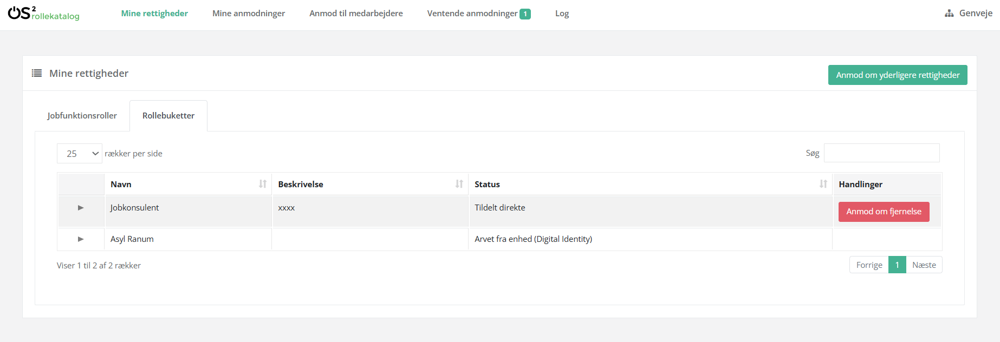 OS2 rollekatalog Mine rettigheder Mine anmodninger Anmod til medarbejdere Ventende anmodninger 1 Log Genveje
Mine rettigheder Anmod om yderligere rettigheder
Jobfunktionsroller Rollebuketter
25 rækker per side Søg
Navn Beskrivelse Status Handlinger
Jobkonsulent xxxx Tildelt direkte Anmod om fjernelse
Asyl Ranum Arvet fra enhed (Digital Identity)
Viser 1 til 2 af 2 rækker Forrige 1 Næste